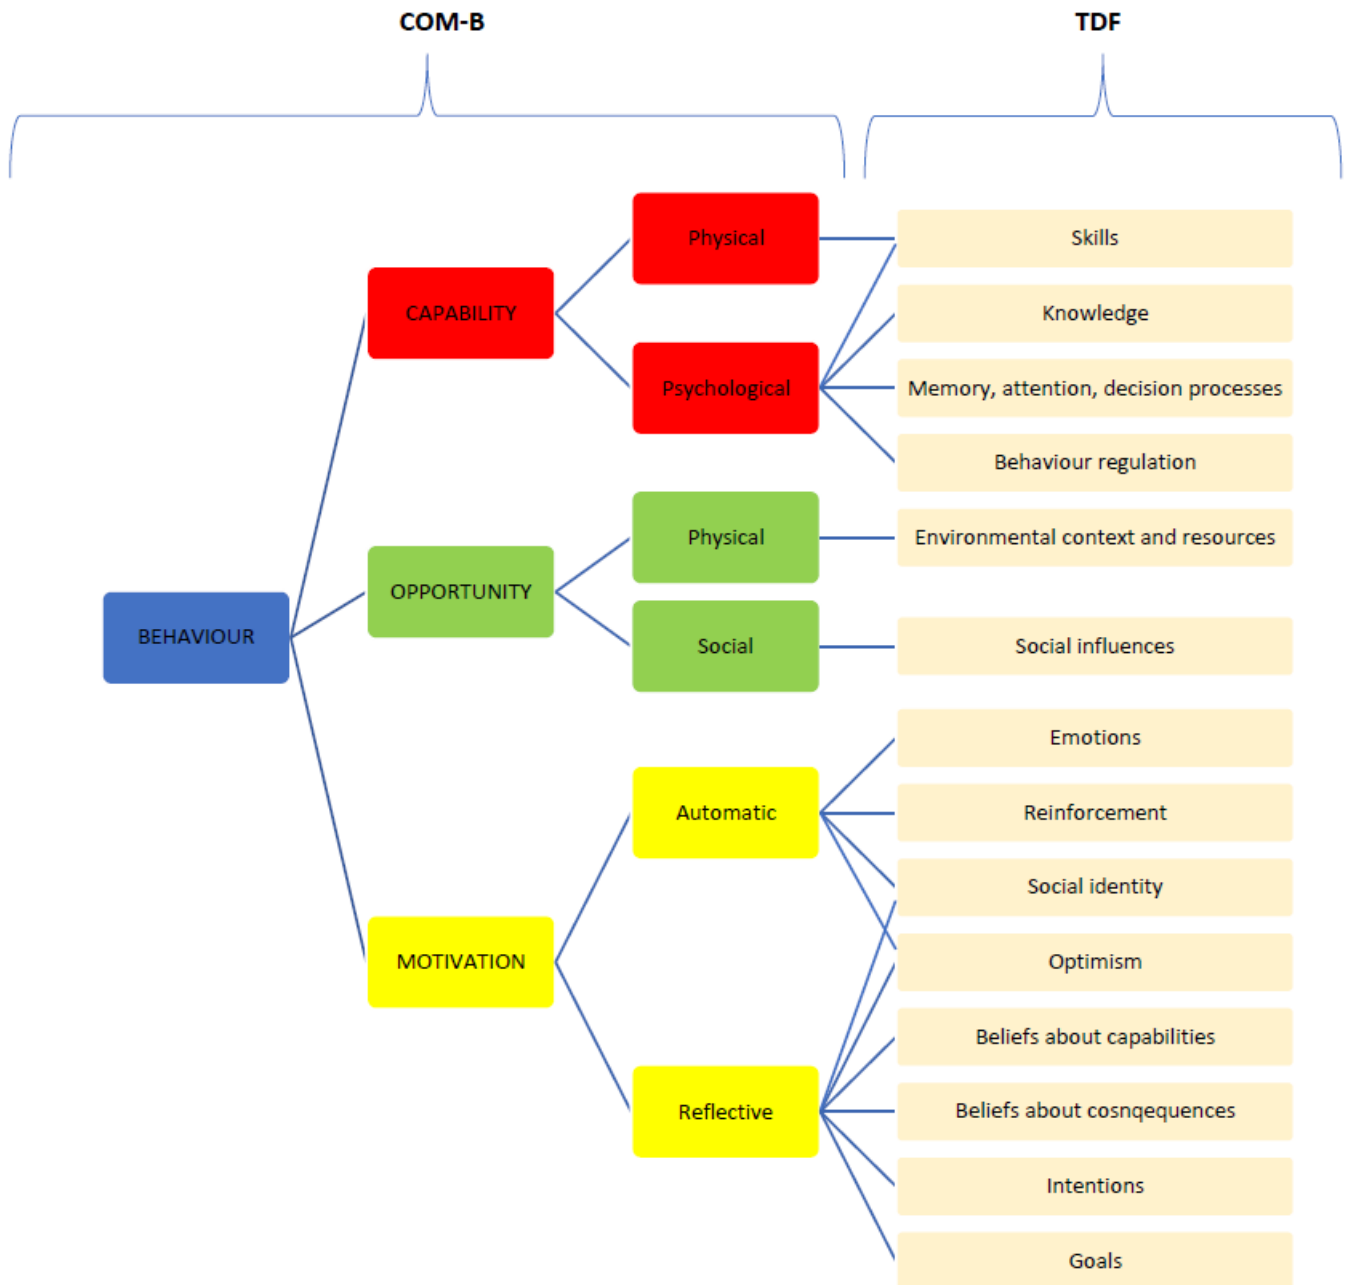 COM-B
TDF
Physical
Skills
CAPABILITY
Knowledge
Psychological
Memory, attention, decision processes
Behaviour regulation
Physical
Environmental context and resources
OPPORTUNITY
BEHAVIOUR
Social
Social influences
Emotions
Automatic
Reinforcement
Social identity
MOTIVATION
Optimism
Beliefs about capabilities
Reflective
Beliefs about cosnqequences
Intentions
Goals